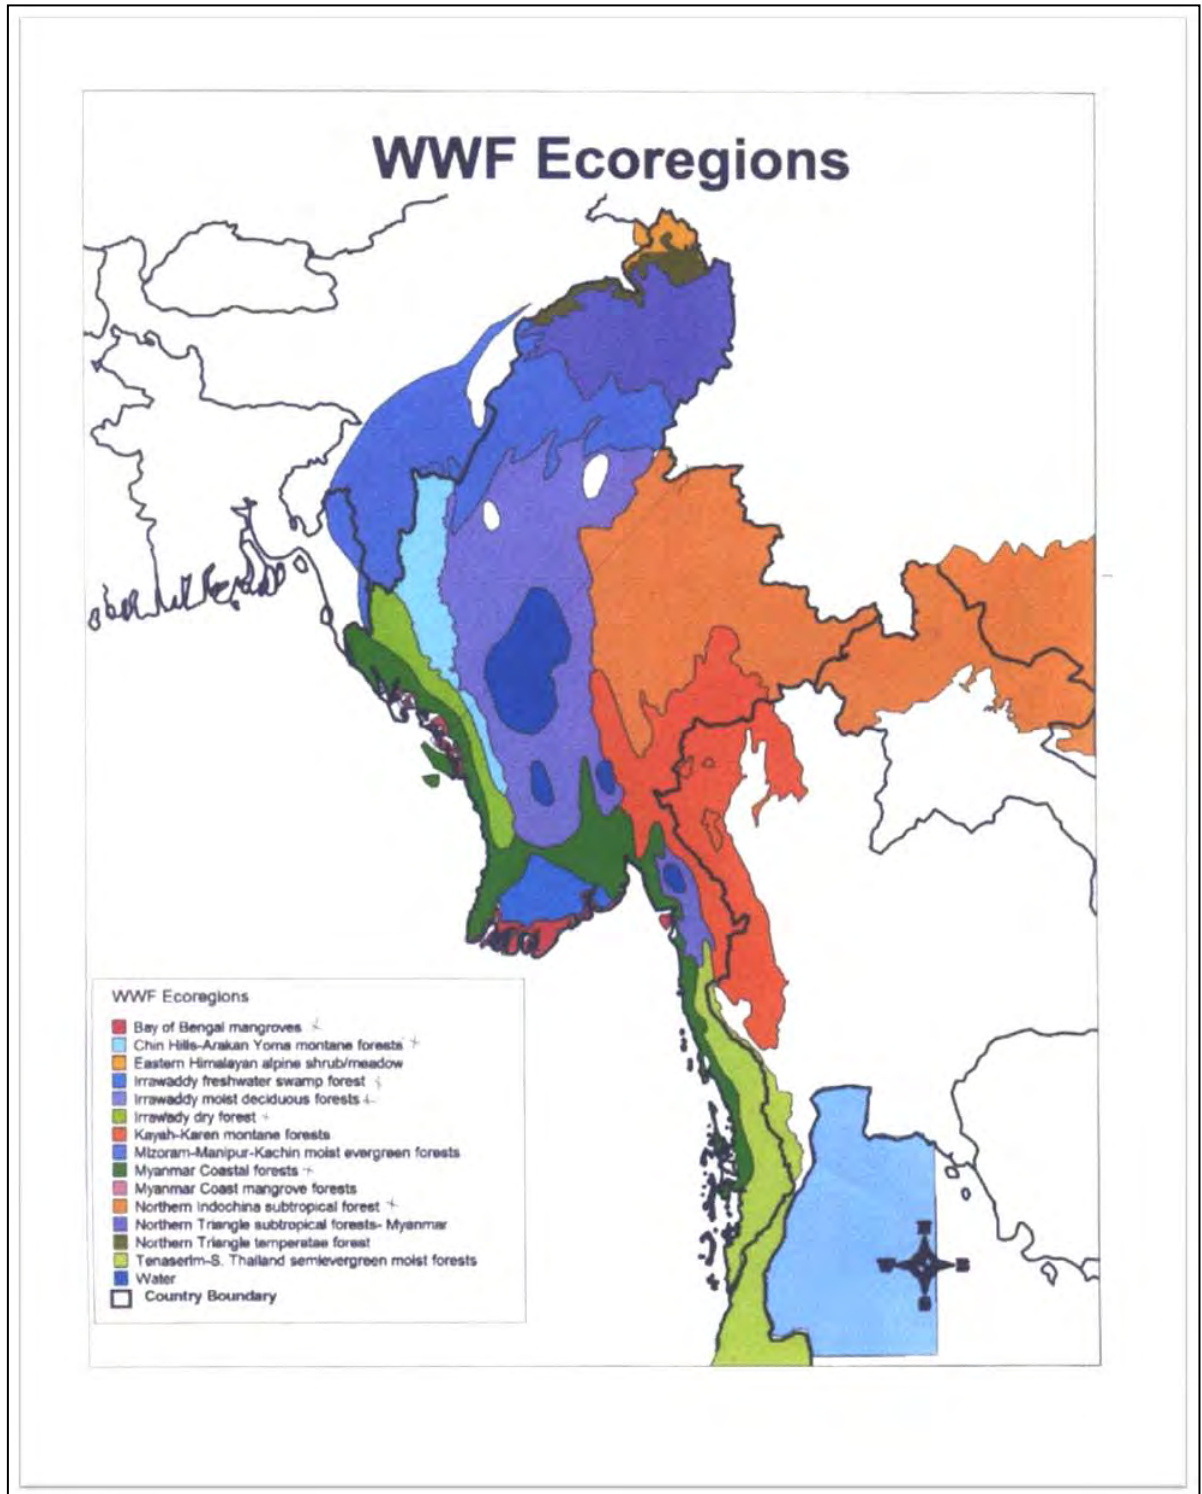 WWF Ecoregions
WWF Ecoregions
Bay of Bengal mangroves
Chin Hills-Arakan Yoma montane forests
Eastern Himalayan alpine shrub/meadow
Irrawaddy freshwater swamp forest
Irrawaddy moist deciduous forests
Irrawady dry forest
Kayah-Karen montane forests
Mizoram-Manipur-Kachin moist evergreen forests
Myanmar Coastal forests
Myanmar Coast mangrove forests
Northern Indochina subtropical forest
Northern Triangle subtropical forests- Myanmar
Northern Triangle temperatae forest
Tenaserim-S. Thailand semievergreen moist forests
Water
Country Boundary